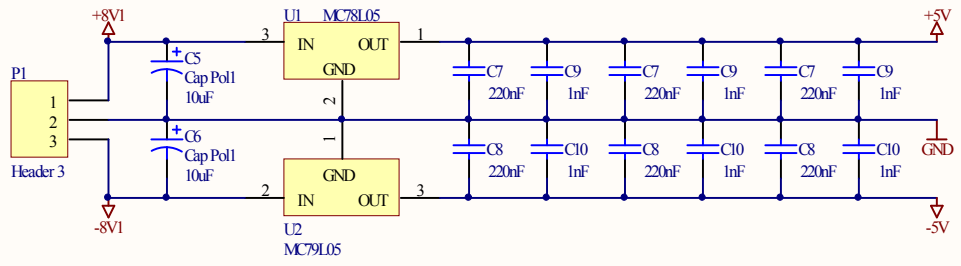 +8V1
U1 MC78L05
+5V
3 IN OUT 1
GND
2
C5
Cap Pol1
10uF
C7
220nF
C9
1nF
C7
220nF
C9
1nF
C7
220nF
C9
1nF
P1
1
2
3
Header 3
C6
Cap Pol1
10uF
1
GND
2 IN OUT 3
C8
220nF
C10
1nF
C8
220nF
C10
1nF
C8
220nF
C10
1nF
GND
-8V1
U2
MC79L05
-5V